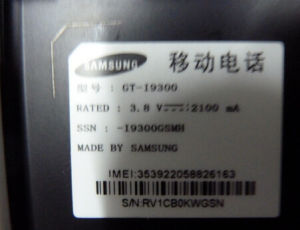 SAMSUNG 移动电话
型号 : GT-I9300
RATED : 3.8 V⎓2100 mA
SSN : -I9300GSMH
MADE BY SAMSUNG
IMEI:353922058826163
S/N:RV1CB0KWGSN